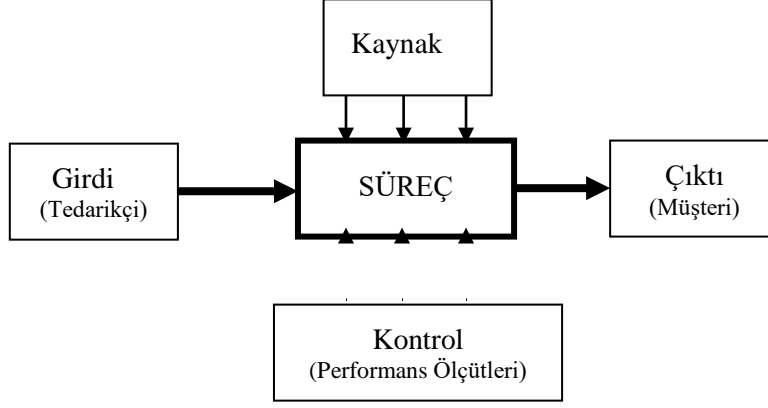 Kaynak
Girdi
(Tedarikçi)
SÜREÇ
Çıktı
(Müşteri)
Kontrol
(Performans Ölçütleri)